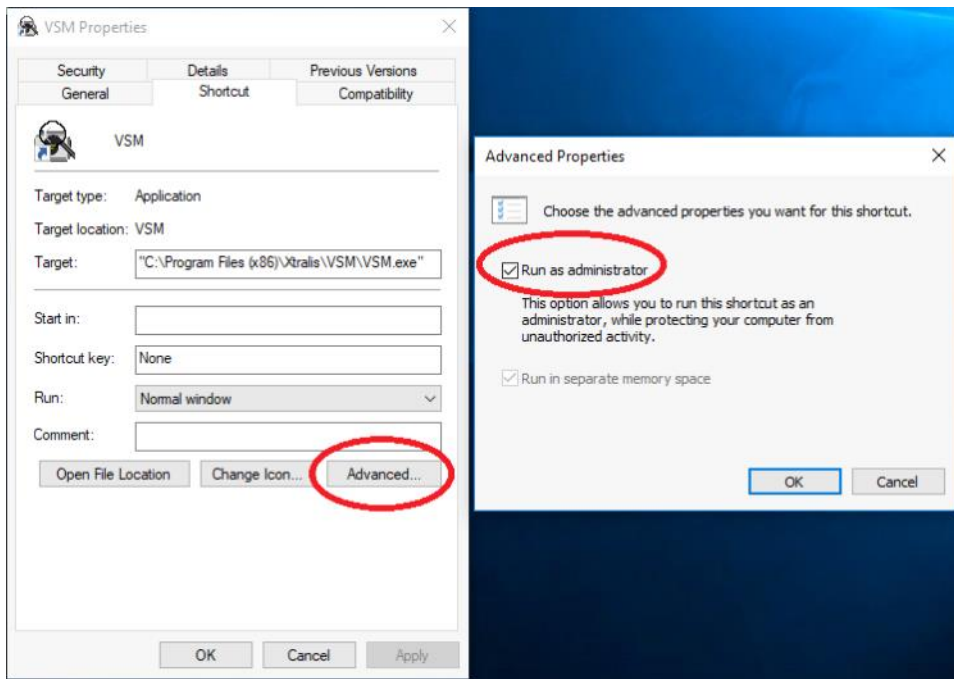 VSM Properties
Security
Details
Previous Versions
General
Shortcut
Compatibility
VSM
Target type:
Application
Target location:
VSM
Target:
"C:\Program Files (x86)\Xtralis\VSM\VSM.exe"
Start in:
Shortcut key:
None
Run:
Normal window
Comment:
Open File Location
Change Icon...
Advanced...
OK
Cancel
Apply
Advanced Properties
Choose the advanced properties you want for this shortcut.
Run as administrator
This option allows you to run this shortcut as an
administrator, while protecting your computer from
unauthorized activity.
Run in separate memory space
OK
Cancel